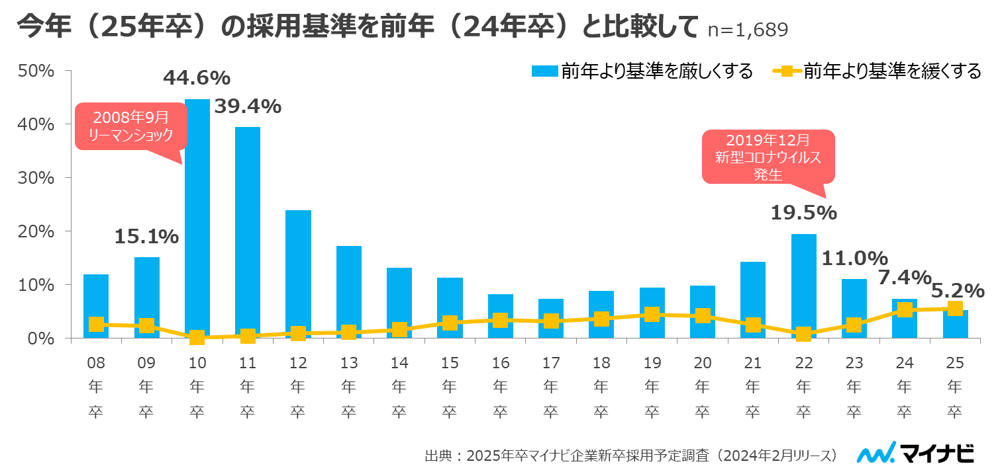 今年（25年卒）の採用基準を前年（24年卒）と比較して n=1,689
前年より基準を厳しくする 前年より基準を緩くする
50%
40%
30%
20%
10%
0%
2008年9月
リーマンショック
2019年12月
新型コロナウイルス
発生
15.1%
44.6%
39.4%
19.5%
11.0%
7.4%
5.2%
08 09 10 11 12 13 14 15 16 17 18 19 20 21 22 23 24 25
年 年 年 年 年 年 年 年 年 年 年 年 年 年 年 年 年 年
卒 卒 卒 卒 卒 卒 卒 卒 卒 卒 卒 卒 卒 卒 卒 卒 卒 卒
出典：2025年卒マイナビ企業新卒採用予定調査（2024年2月リリース）
マイナビ